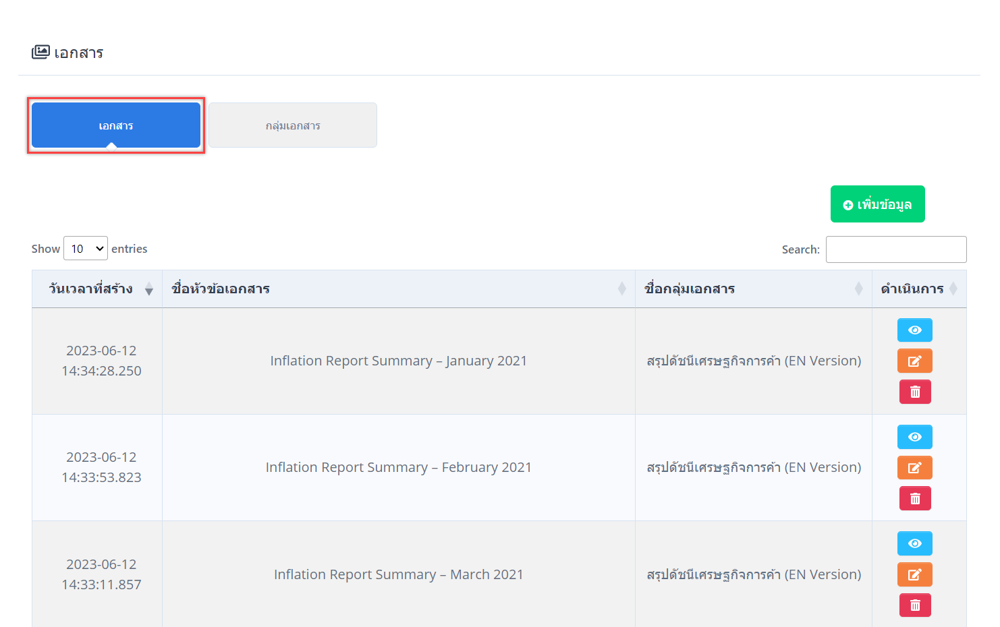 เอกสาร
เอกสาร
กลุ่มเอกสาร
เพิ่มข้อมูล
Show 10 entries
Search:
วันเวลาที่สร้าง ชื่อหัวข้อเอกสาร ชื่อกลุ่มเอกสาร ดำเนินการ
2023-06-12
14:34:28.250
Inflation Report Summary – January 2021
สรุปดัชนีเศรษฐกิจการค้า (EN Version)
2023-06-12
14:33:53.823
Inflation Report Summary – February 2021
สรุปดัชนีเศรษฐกิจการค้า (EN Version)
2023-06-12
14:33:11.857
Inflation Report Summary – March 2021
สรุปดัชนีเศรษฐกิจการค้า (EN Version)